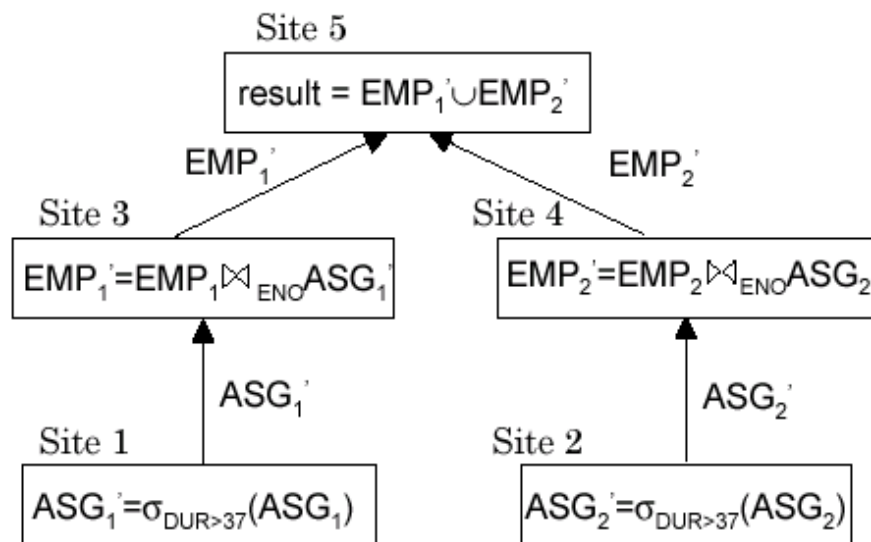 Site 5
result = EMP₁'∪EMP₂'
EMP₁'
EMP₂'
Site 3
Site 4
EMP₁'=EMP₁⋈ENOASG₁'
EMP₂'=EMP₂⋈ENOASG₂
ASG₁'
ASG₂'
Site 1
Site 2
ASG₁'=σDUR>37(ASG₁)
ASG₂'=σDUR>37(ASG₂)